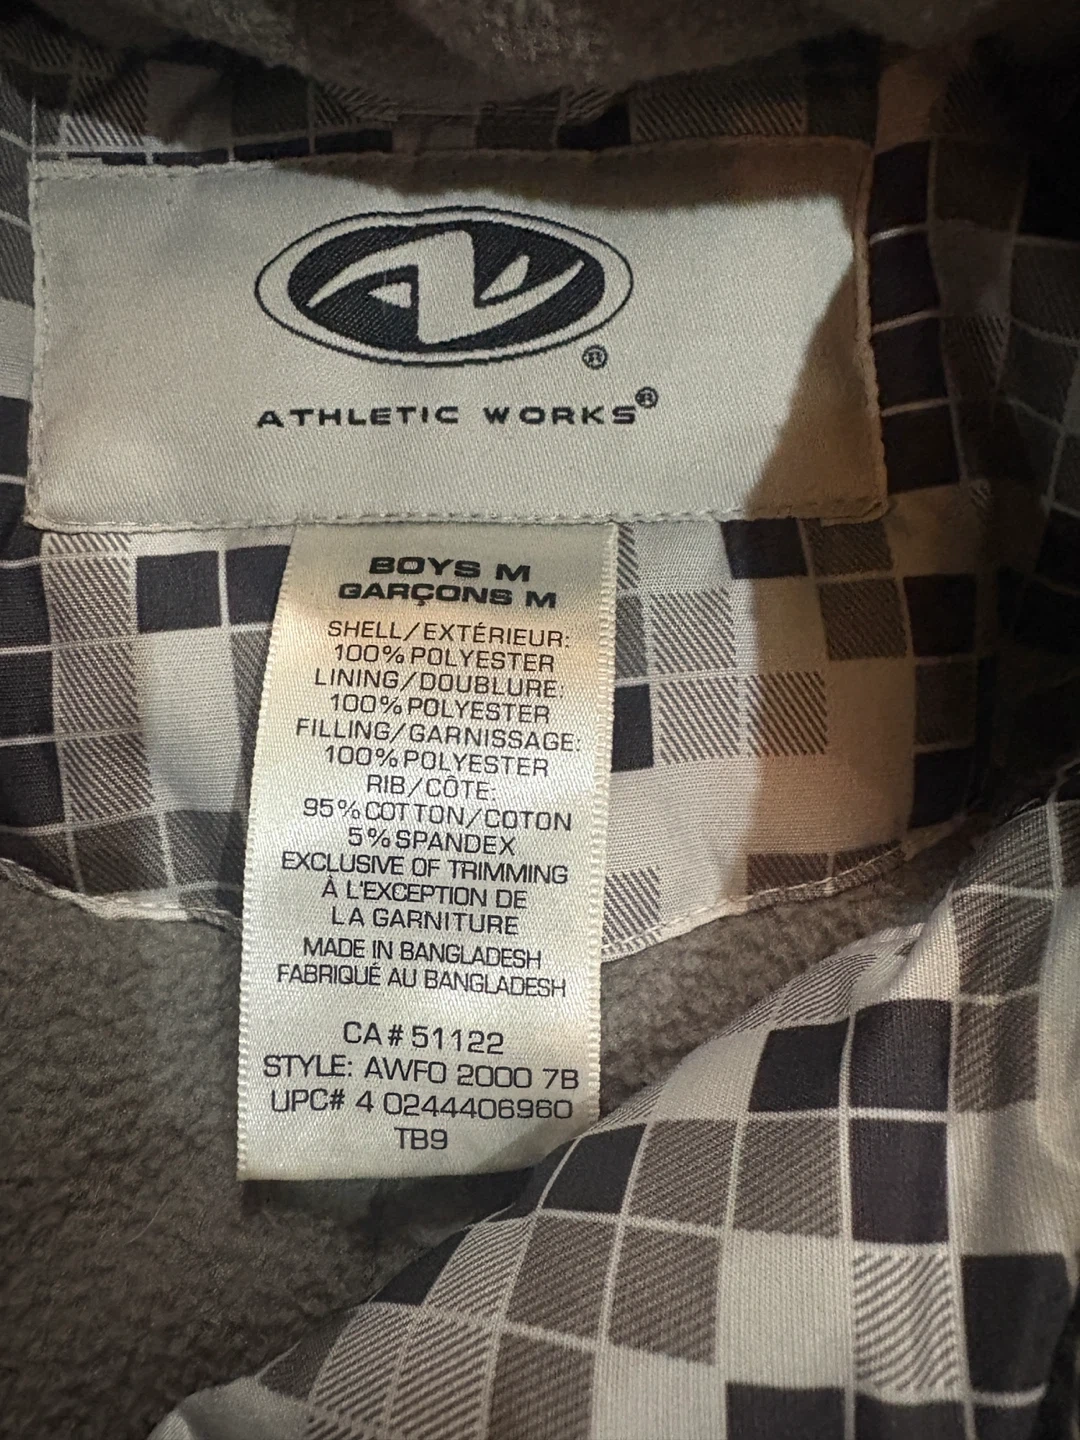 ®
ATHLETIC WORKS®
BOYS M
GARÇONS M
SHELL/EXTÉRIEUR:
100% POLYESTER
LINING/DOUBLURE:
100% POLYESTER
FILLING/GARNISSAGE:
100% POLYESTER
RIB/CÔTE:
95% COTTON/COTON
5% SPANDEX
EXCLUSIVE OF TRIMMING
À L'EXCEPTION DE
LA GARNITURE
MADE IN BANGLADESH
FABRIQUÉ AU BANGLADESH
CA# 51122
STYLE: AWFO 2000 7B
UPC# 4 0244406960
TB9